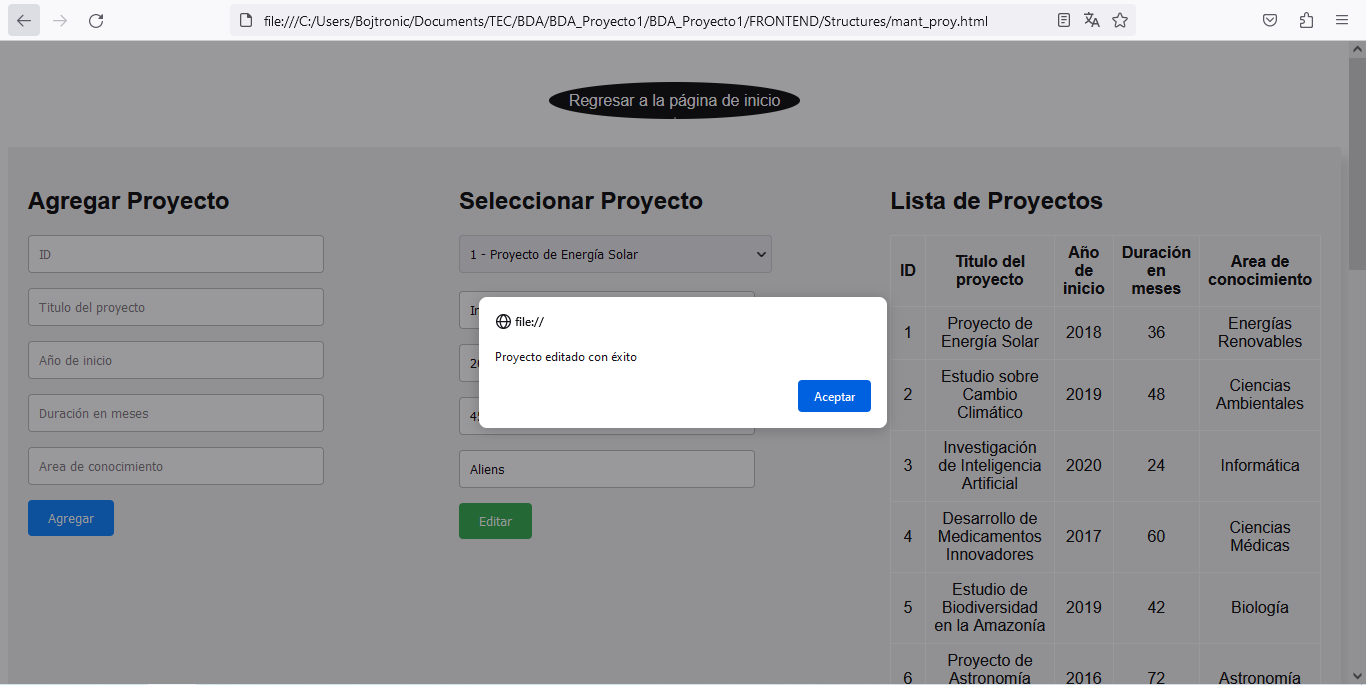 file:///C:/Users/Bojtronic/Documents/TEC/BDA/BDA_Proyecto1/BDA_Proyecto1/FRONTEND/Structures/mant_proy.html
Regresar a la página de inicio
Agregar Proyecto
ID
Titulo del proyecto
Año de inicio
Duración en meses
Area de conocimiento
Agregar
Seleccionar Proyecto
1 - Proyecto de Energía Solar
Aliens
Editar
file://
Proyecto editado con éxito
Aceptar
Lista de Proyectos
ID
Titulo del
proyecto
Año
de
inicio
Duración
en
meses
Area de
conocimiento
1
Proyecto de
Energía Solar
2018
36
Energías
Renovables
2
Estudio sobre
Cambio
Climático
2019
48
Ciencias
Ambientales
3
Investigación
de Inteligencia
Artificial
2020
24
Informática
4
Desarrollo de
Medicamentos
Innovadores
2017
60
Ciencias
Médicas
5
Estudio de
Biodiversidad
en la Amazonía
2019
42
Biología
6
Proyecto de
Astronomía
2016
72
Astronomía